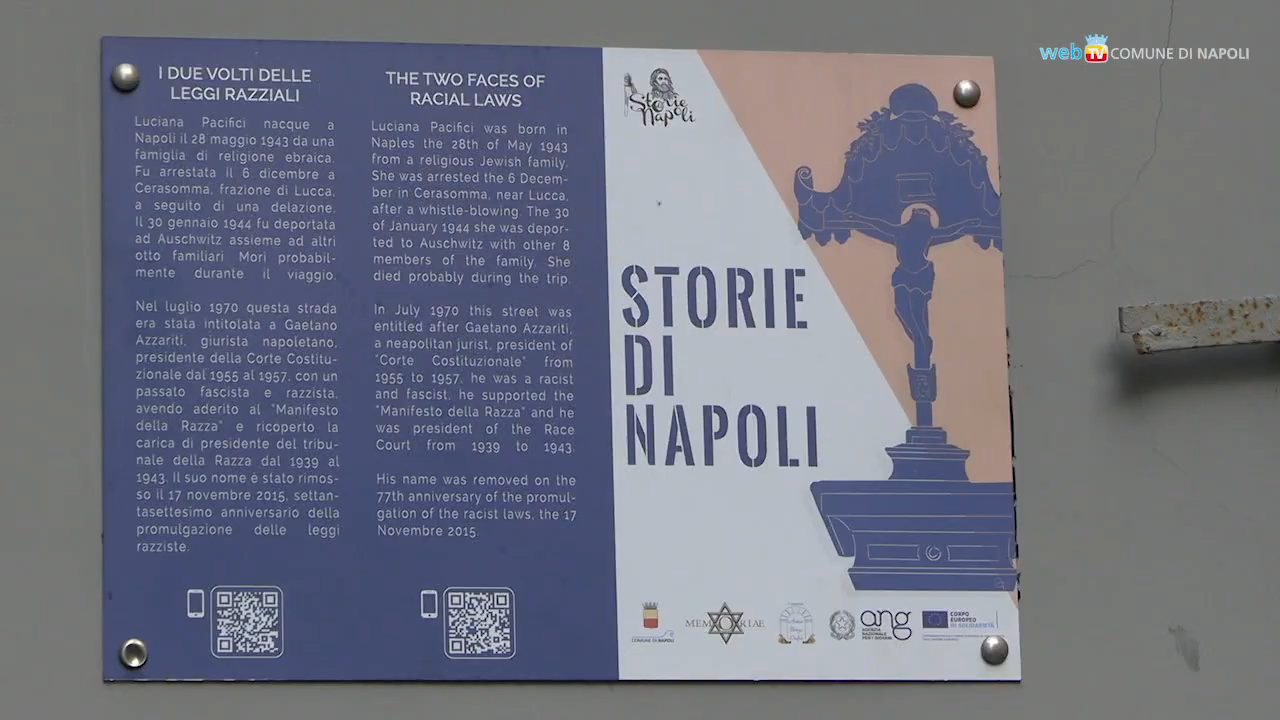 web TV COMUNE DI NAPOLI
I DUE VOLTI DELLE
LEGGI RAZZIALI
Luciana Pacifici nacque a
Napoli il 28 maggio 1943 da una
famiglia di religione ebraica.
Fu arrestata il 6 dicembre a
Cerasomma, frazione di Lucca,
a seguito di una delazione.
Il 30 gennaio 1944 fu deportata
ad Auschwitz assieme ad altri
otto familiari Morì probabil-
mente durante il viaggio.
Nel luglio 1970 questa strada
era stata intitolata a Gaetano
Azzariti, giurista napoletano,
presidente della Corte Costitu-
zionale dal 1955 al 1957, con un
passato fascista e razzista,
avendo aderito al "Manifesto
della Razza" e ricoperto la
carica di presidente del tribu-
nale della Razza dal 1939 al
1943. Il suo nome è stato rimos-
so il 17 novembre 2015, settan-
tasettesimo anniversario della
promulgazione delle leggi
razziste.
THE TWO FACES OF
RACIAL LAWS
Luciana Pacifici was born in
Naples the 28th of May 1943
from a religious Jewish family.
She was arrested the 6 Decem-
ber in Cerasomma, near Lucca,
after a whistle-blowing. The 30
of January 1944 she was depor-
ted to Auschwitz with other 8
members of the family. She
died probably during the trip.
In July 1970 this street was
entitled after Gaetano Azzariti,
a neapolitan jurist, president of
"Corte Costituzionale" from
1955 to 1957, he was a racist
and fascist, he supported the
"Manifesto della Razza" and he
was president of the Race
Court from 1939 to 1943.
His name was removed on the
77th anniversary of the promul-
gation of the racist laws, the 17
Novembre 2015.
Storie
Napoli
STORIE
DI
NAPOLI
COMUNE DI NAPOLI
MEMORIAE
ang
AGENZIA
NAZIONALE
PER I GIOVANI
CORPO
EUROPEO
DI SOLIDARIETÀ